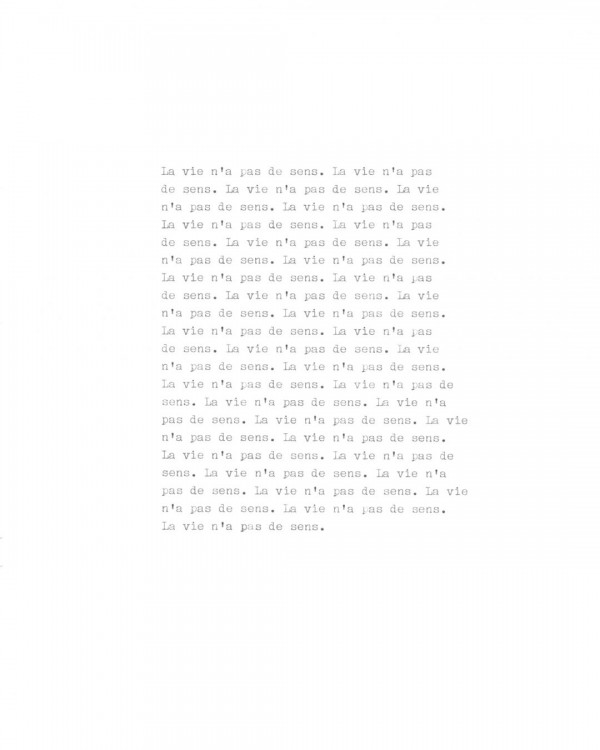 La vie n'a pas de sens. La vie n'a pas
de sens. La vie n'a pas de sens. La vie
n'a pas de sens. La vie n'a pas de sens.
La vie n'a pas de sens. La vie n'a pas
de sens. La vie n'a pas de sens. La vie
n'a pas de sens. La vie n'a pas de sens.
La vie n'a pas de sens. La vie n'a pas
de sens. La vie n'a pas de sens. La vie
n'a pas de sens. La vie n'a pas de sens.
La vie n'a pas de sens. La vie n'a pas
de sens. La vie n'a pas de sens. La vie
n'a pas de sens. La vie n'a pas de sens.
La vie n'a pas de sens. La vie n'a pas de
sens. La vie n'a pas de sens. La vie n'a
pas de sens. La vie n'a pas de sens. La vie
n'a pas de sens. La vie n'a pas de sens.
La vie n'a pas de sens. La vie n'a pas de
sens. La vie n'a pas de sens. La vie n'a
pas de sens. La vie n'a pas de sens. La vie
n'a pas de sens. La vie n'a pas de sens.
La vie n'a pas de sens.